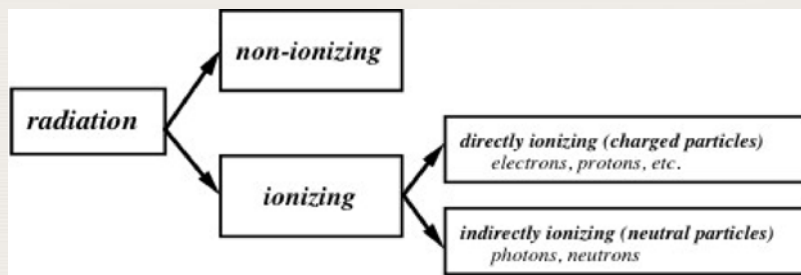 non-ionizing
radiation
directly ionizing (charged particles)
electrons, protons, etc.
ionizing
indirectly ionizing (neutral particles)
photons, neutrons